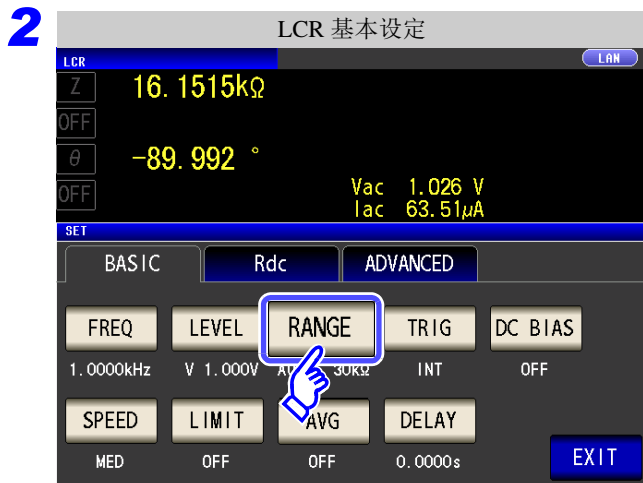 2
LCR 基本设定
LCR LAN
Z 16.1515kΩ
OFF
θ -89.992 °
OFF Vac 1.026 V
Iac 63.51μA
SET
BASIC Rdc ADVANCED
FREQ LEVEL RANGE TRIG DC BIAS
1.0000kHz V 1.000V 30kΩ INT OFF
SPEED LIMIT AVG DELAY
MED OFF OFF 0.0000s
EXIT